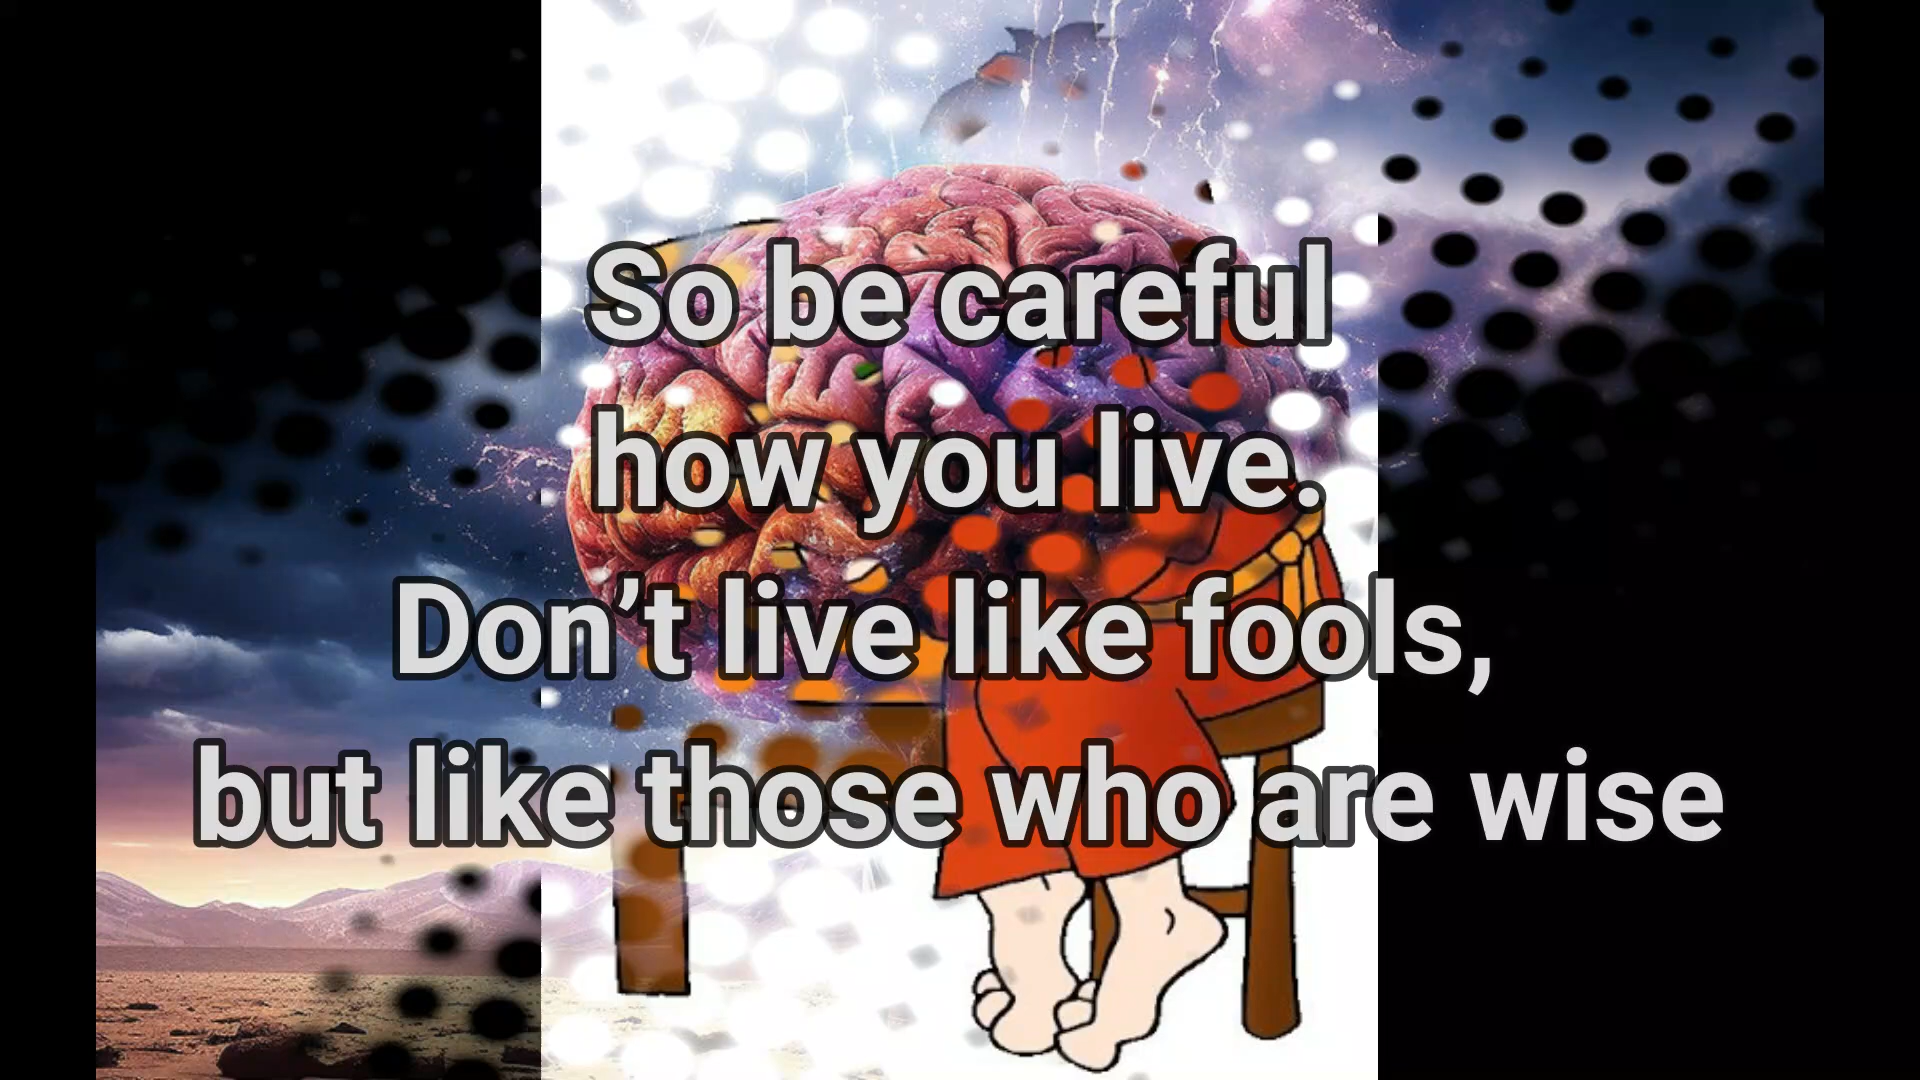 So be careful
how you live.
Don’t live like fools,
but like those who are wise